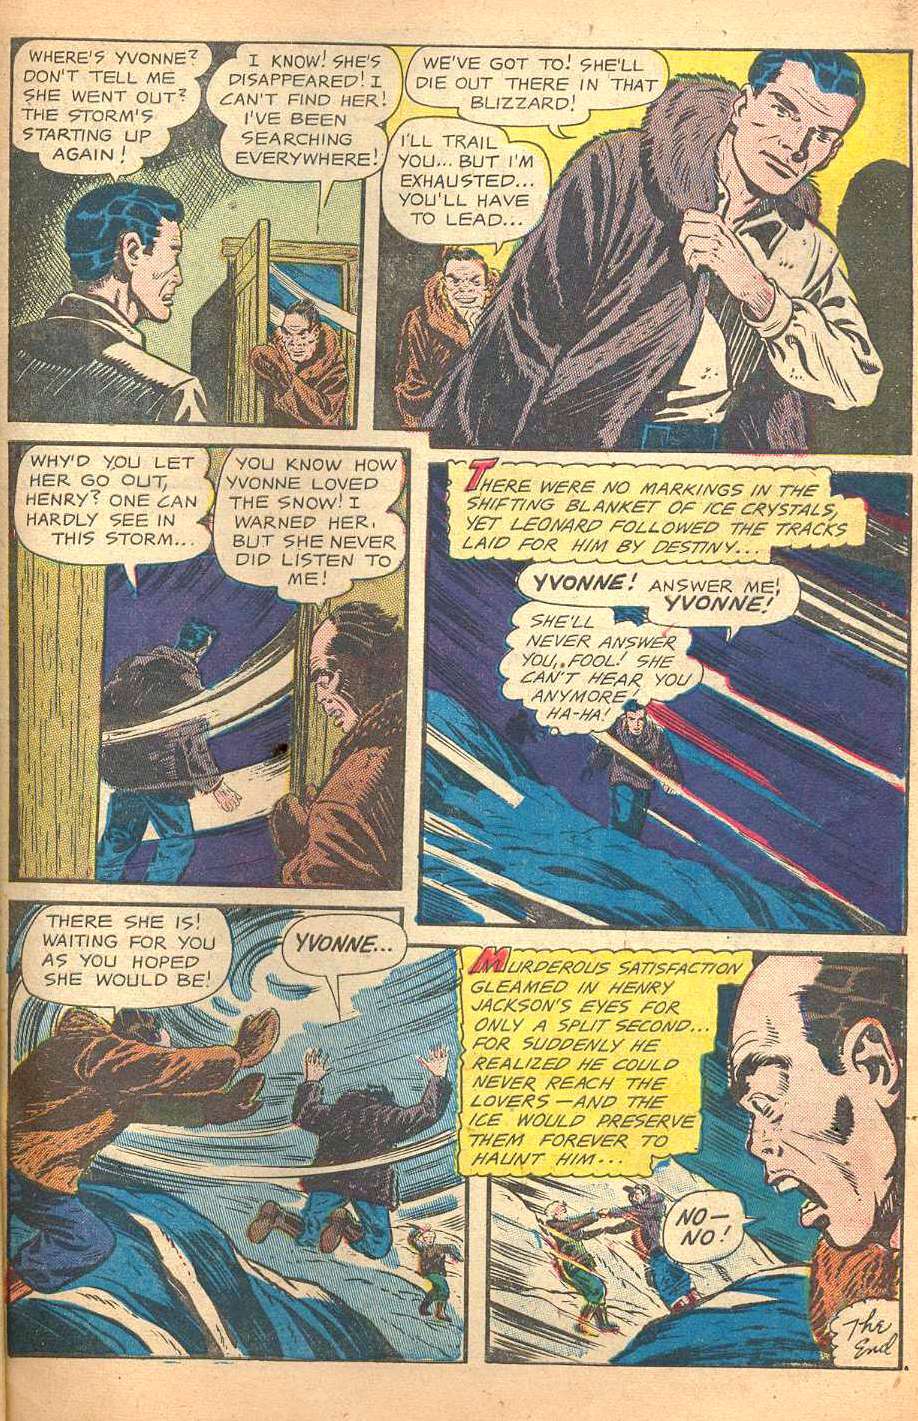 WHERE'S YVONNE?
DON'T TELL ME
SHE WENT OUT?
THE STORM'S
STARTING UP
AGAIN!
I KNOW! SHE'S
DISAPPEARED! I
CAN'T FIND HER!
I'VE BEEN
SEARCHING
EVERYWHERE!
WE'VE GOT TO! SHE'LL
DIE OUT THERE IN THAT
BLIZZARD!
I'LL TRAIL
YOU... BUT I'M
EXHAUSTED...
YOU'LL HAVE
TO LEAD...
WHY'D YOU LET
HER GO OUT,
HENRY? ONE CAN
HARDLY SEE IN
THIS STORM...
YOU KNOW HOW
YVONNE LOVED
THE SNOW! I
WARNED HER,
BUT SHE NEVER
DID LISTEN TO
ME!
THERE WERE NO MARKINGS IN THE
SHIFTING BLANKET OF ICE CRYSTALS,
YET LEONARD FOLLOWED THE TRACKS
LAID FOR HIM BY DESTINY...
YVONNE! ANSWER ME!
YVONNE!
SHE'LL
NEVER ANSWER
YOU, FOOL! SHE
CAN'T HEAR YOU
ANYMORE!
HA-HA!
THERE SHE IS!
WAITING FOR YOU
AS YOU HOPED
SHE WOULD BE!
YVONNE...
MURDEROUS SATISFACTION
GLEAMED IN HENRY
JACKSON'S EYES FOR
ONLY A SPLIT SECOND...
FOR SUDDENLY HE
REALIZED HE COULD
NEVER REACH THE
LOVERS—AND THE
ICE WOULD PRESERVE
THEM FOREVER TO
HAUNT HIM...
NO—
NO!
The
End